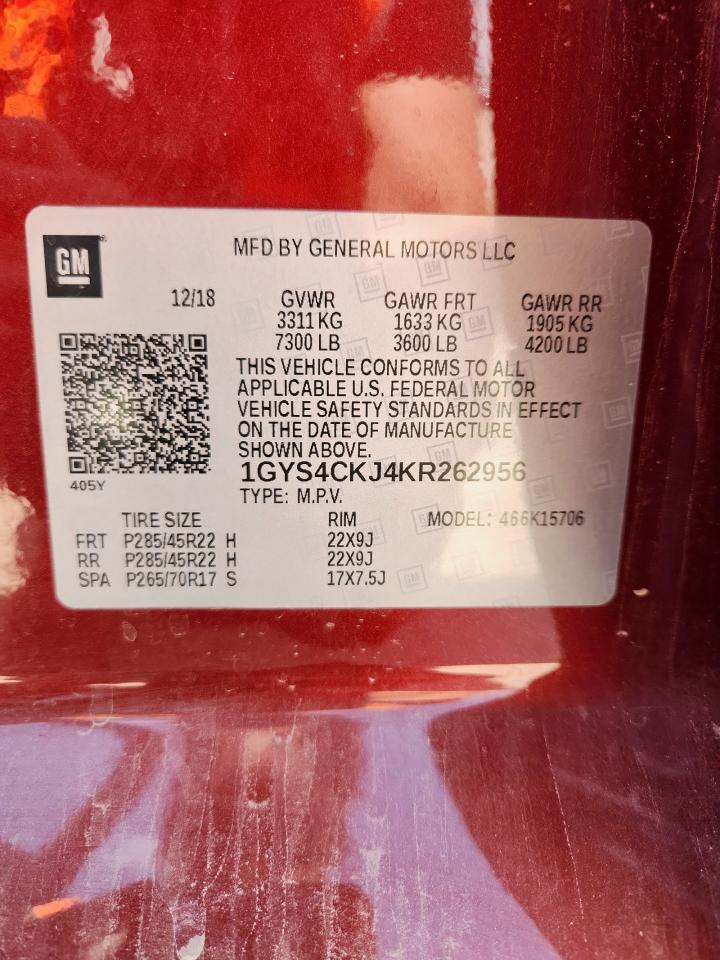 GM
MFD BY GENERAL MOTORS LLC
12/18 GVWR GAWR FRT GAWR RR
3311 KG 1633 KG 1905 KG
7300 LB 3600 LB 4200 LB
THIS VEHICLE CONFORMS TO ALL
APPLICABLE U.S. FEDERAL MOTOR
VEHICLE SAFETY STANDARDS IN EFFECT
ON THE DATE OF MANUFACTURE
SHOWN ABOVE.
405Y
1GYS4CKJ4KR262956
TYPE: M.P.V.
TIRE SIZE RIM MODEL: 466K15706
FRT P285/45R22 H 22X9J
RR P285/45R22 H 22X9J
SPA P265/70R17 S 17X7.5J